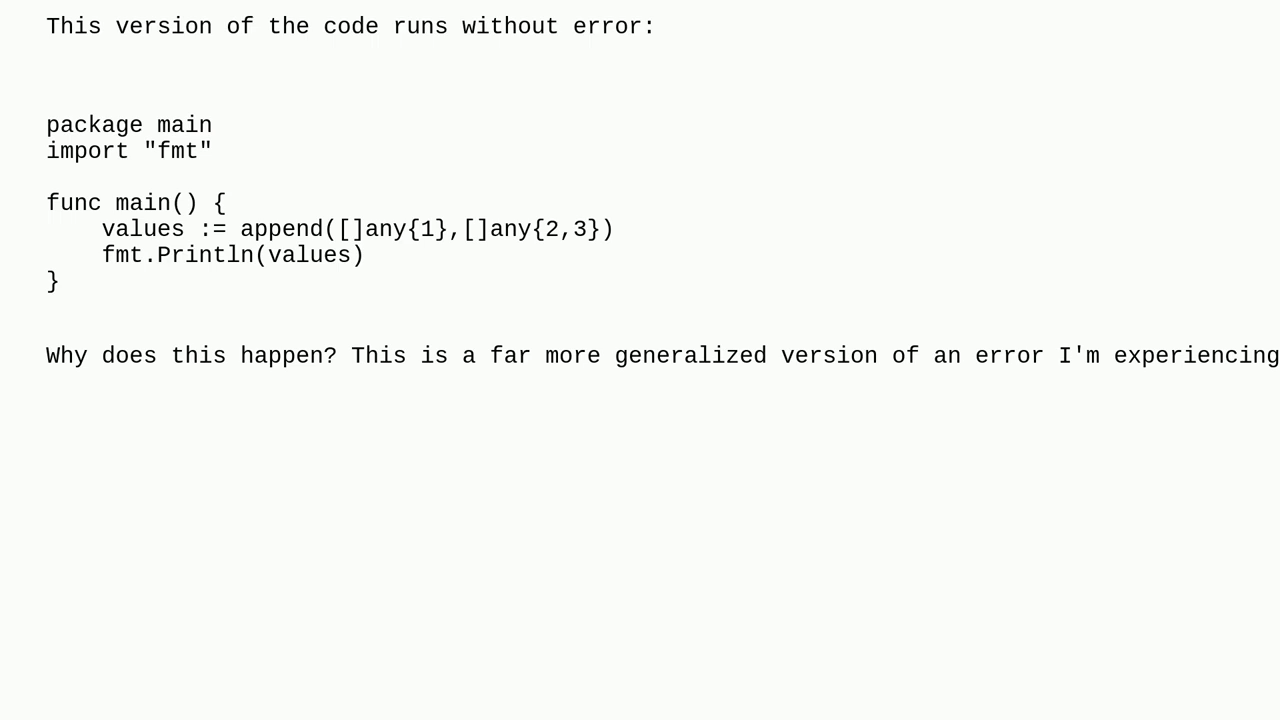 This version of the code runs without error:
package main
import "fmt"
func main() {
    values := append([]any{1},[]any{2,3})
    fmt.Println(values)
}
Why does this happen? This is a far more generalized version of an error I'm experiencing